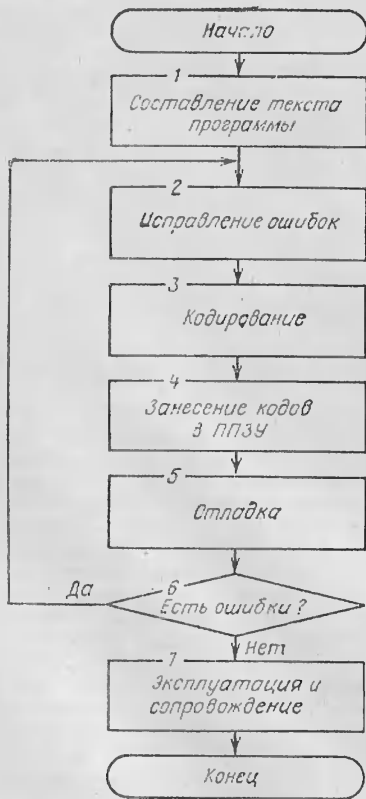 Начало
1
Составление текста
программы
2
Исправление ошибок
3
Кодирование
4
Занесение кодов
в ППЗУ
5
Отладка
Да
6
Есть ошибки?
Нет
7
Эксплуатация и
сопровождение
Конец